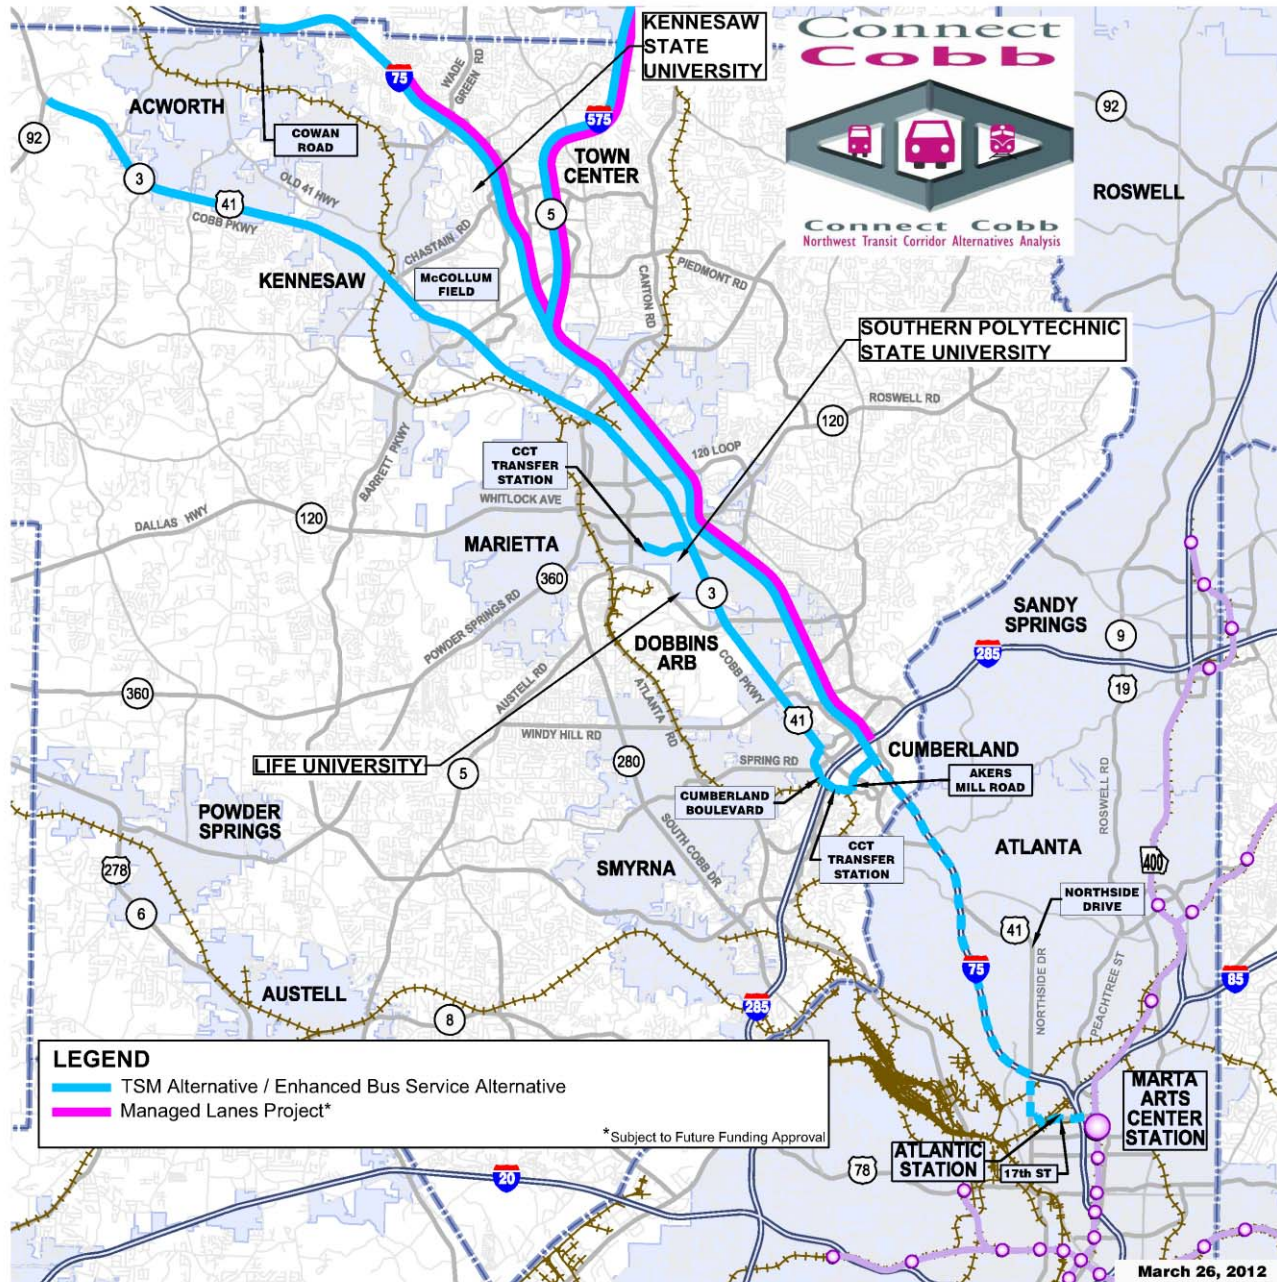 Connect
Cobb
Connect Cobb
Northwest Transit Corridor Alternatives Analysis
KENNESAW
STATE
UNIVERSITY
WADE
GREEN RD
75
575
ACWORTH
COWAN
ROAD
92
92
3
OLD 41 HWY
41
COBB PKWY
TOWN
CENTER
5
ROSWELL
CHASTAIN RD
KENNESAW
McCOLLUM
FIELD
CANTON RD
PIEDMONT RD
SOUTHERN POLYTECHNIC
STATE UNIVERSITY
ROSWELL RD
120
120 LOOP
BARRETT PKWY
CCT
TRANSFER
STATION
WHITLOCK AVE
DALLAS HWY
120
MARIETTA
360
3
POWDER SPRINGS RD
SANDY
SPRINGS
9
285
DOBBINS
ARB
COBB PKWY
19
360
AUSTELL RD
ATLANTA RD
41
WINDY HILL RD
CUMBERLAND
LIFE UNIVERSITY
5
280
SPRING RD
AKERS
MILL ROAD
CUMBERLAND
BOULEVARD
ROSWELL RD
POWDER
SPRINGS
SOUTH COBB DR
CCT
TRANSFER
STATION
ATLANTA
400
278
SMYRNA
NORTHSIDE
DRIVE
6
41
75
NORTHSIDE DR
PEACHTREE ST
85
AUSTELL
285
8
LEGEND
TSM Alternative / Enhanced Bus Service Alternative
Managed Lanes Project*
*Subject to Future Funding Approval
MARTA
ARTS
CENTER
STATION
ATLANTIC
STATION
17th ST
78
20
March 26, 2012